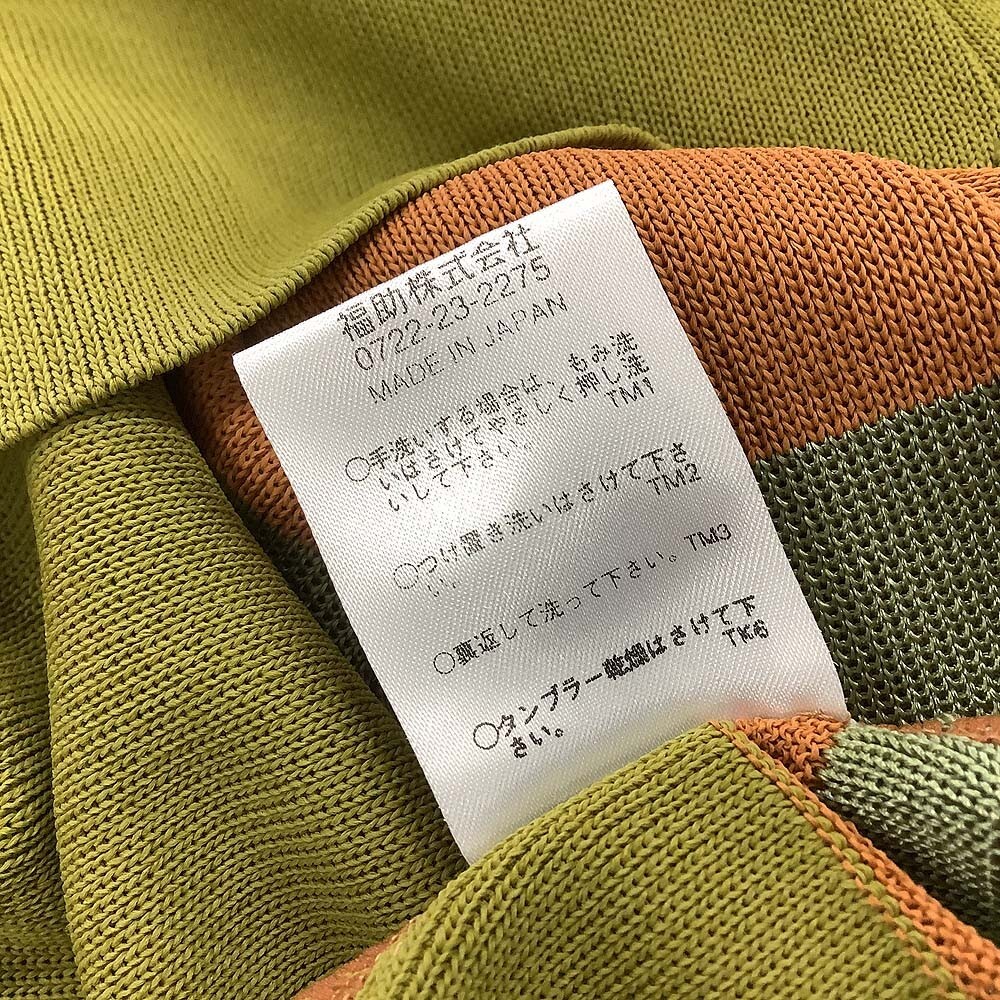 福助株式会社
0722-23-2275
MADE IN JAPAN
○手洗いする場合は、もみ洗
いはさけてやさしく押し洗
いして下さい。 TM1
○つけ置き洗いはさけて下さ
い。 TM2
○裏返して洗って下さい。TM3
○タンブラー乾燥はさけて下
さい。 TK6